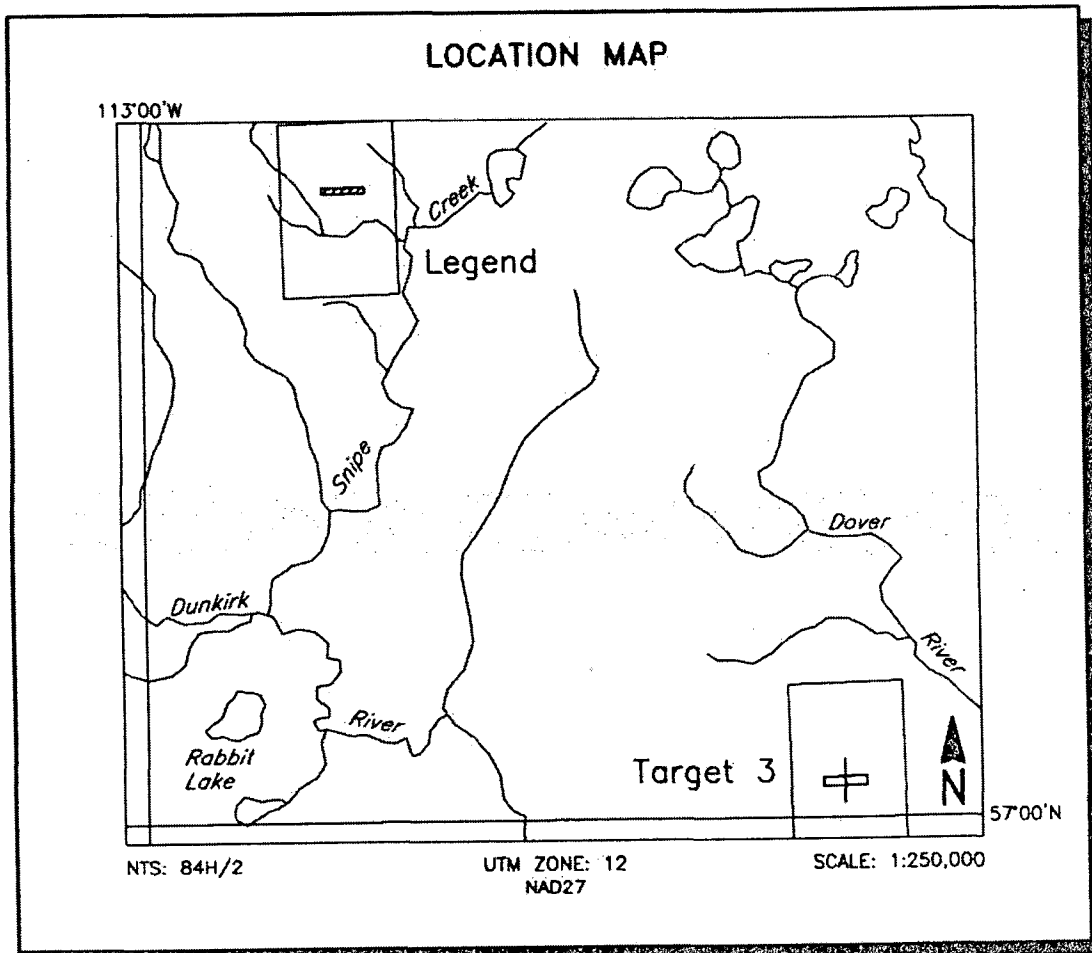 LOCATION MAP
113°00'W
Creek
Legend
Snipe
Dover
Dunkirk
River
River
Rabbit
Lake
Target 3
N
57°00'N
NTS: 84H/2
UTM ZONE: 12
SCALE: 1:250,000
NAD27